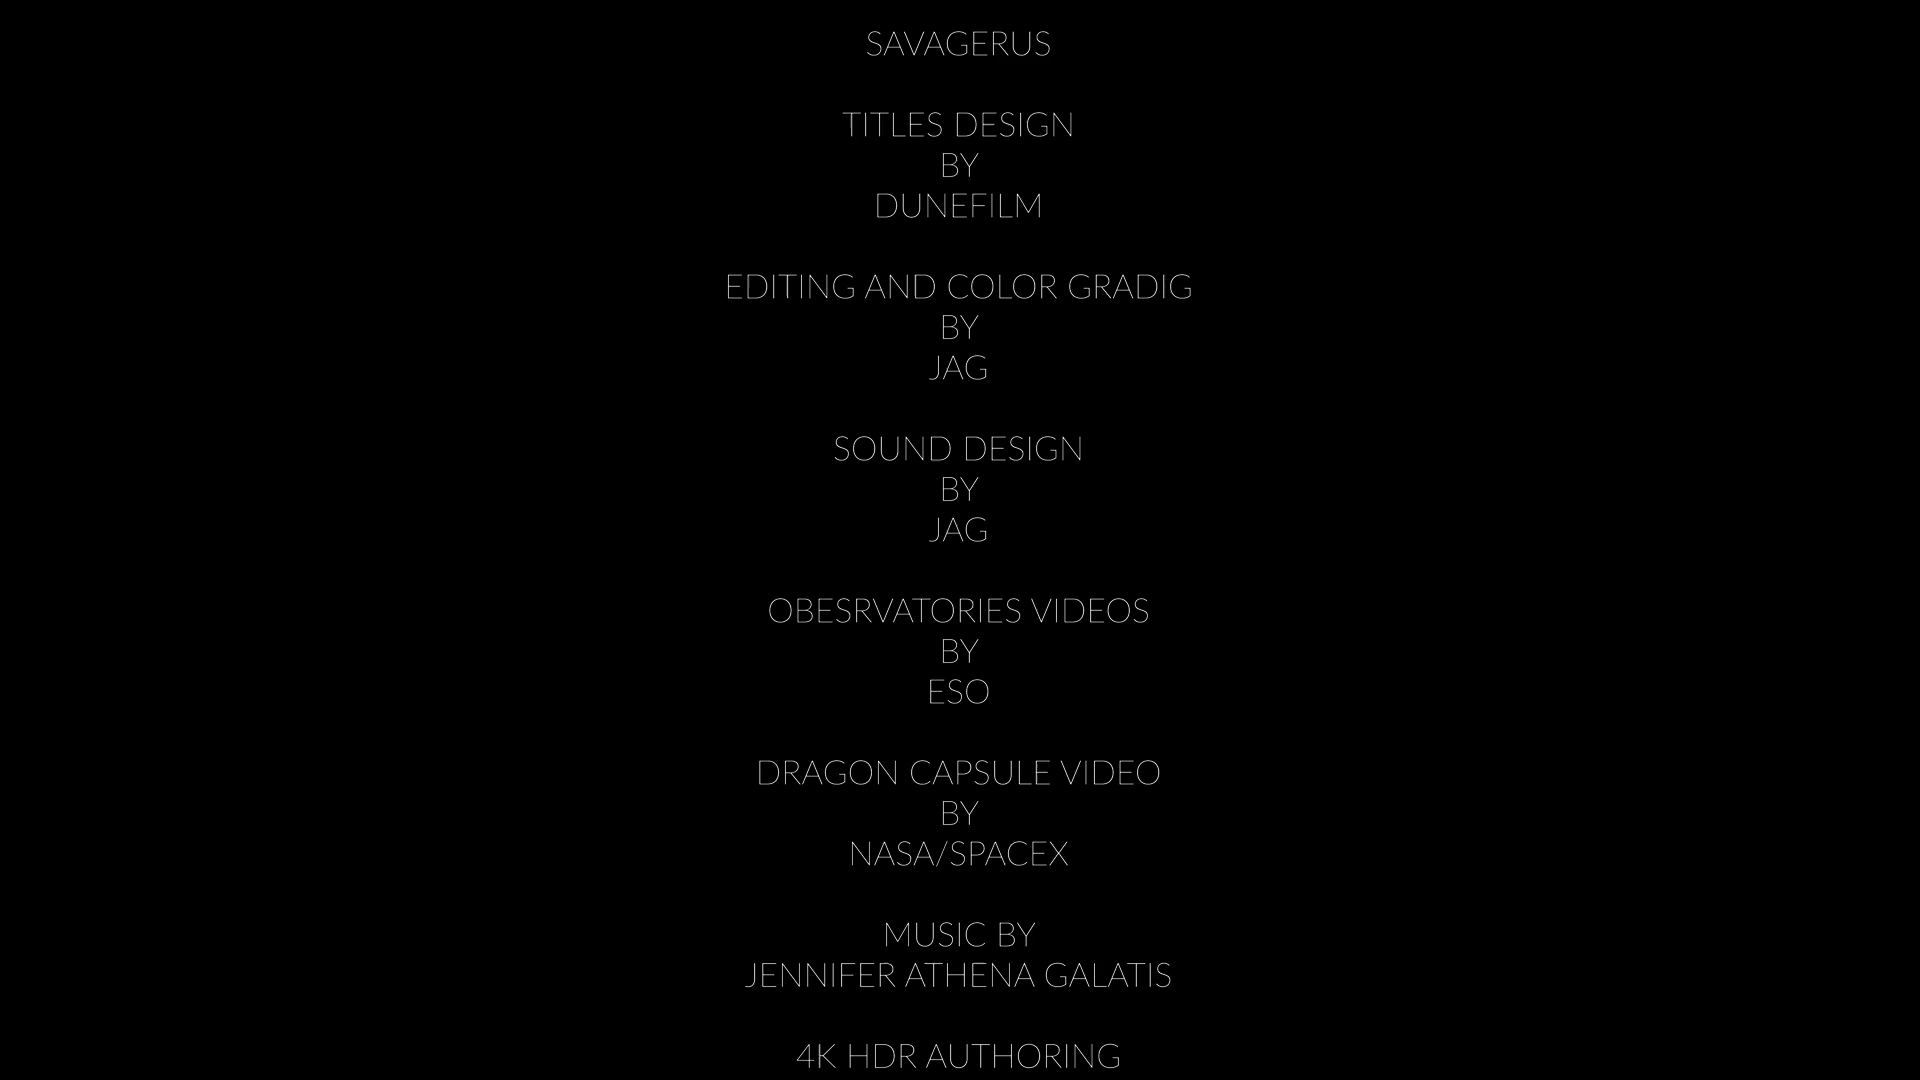 SAVAGERUS
TITLES DESIGN
BY
DUNEFILM
EDITING AND COLOR GRADIG
BY
JAG
SOUND DESIGN
BY
JAG
OBESRVATORIES VIDEOS
BY
ESO
DRAGON CAPSULE VIDEO
BY
NASA/SPACEX
MUSIC BY
JENNIFER ATHENA GALATIS
4K HDR AUTHORING